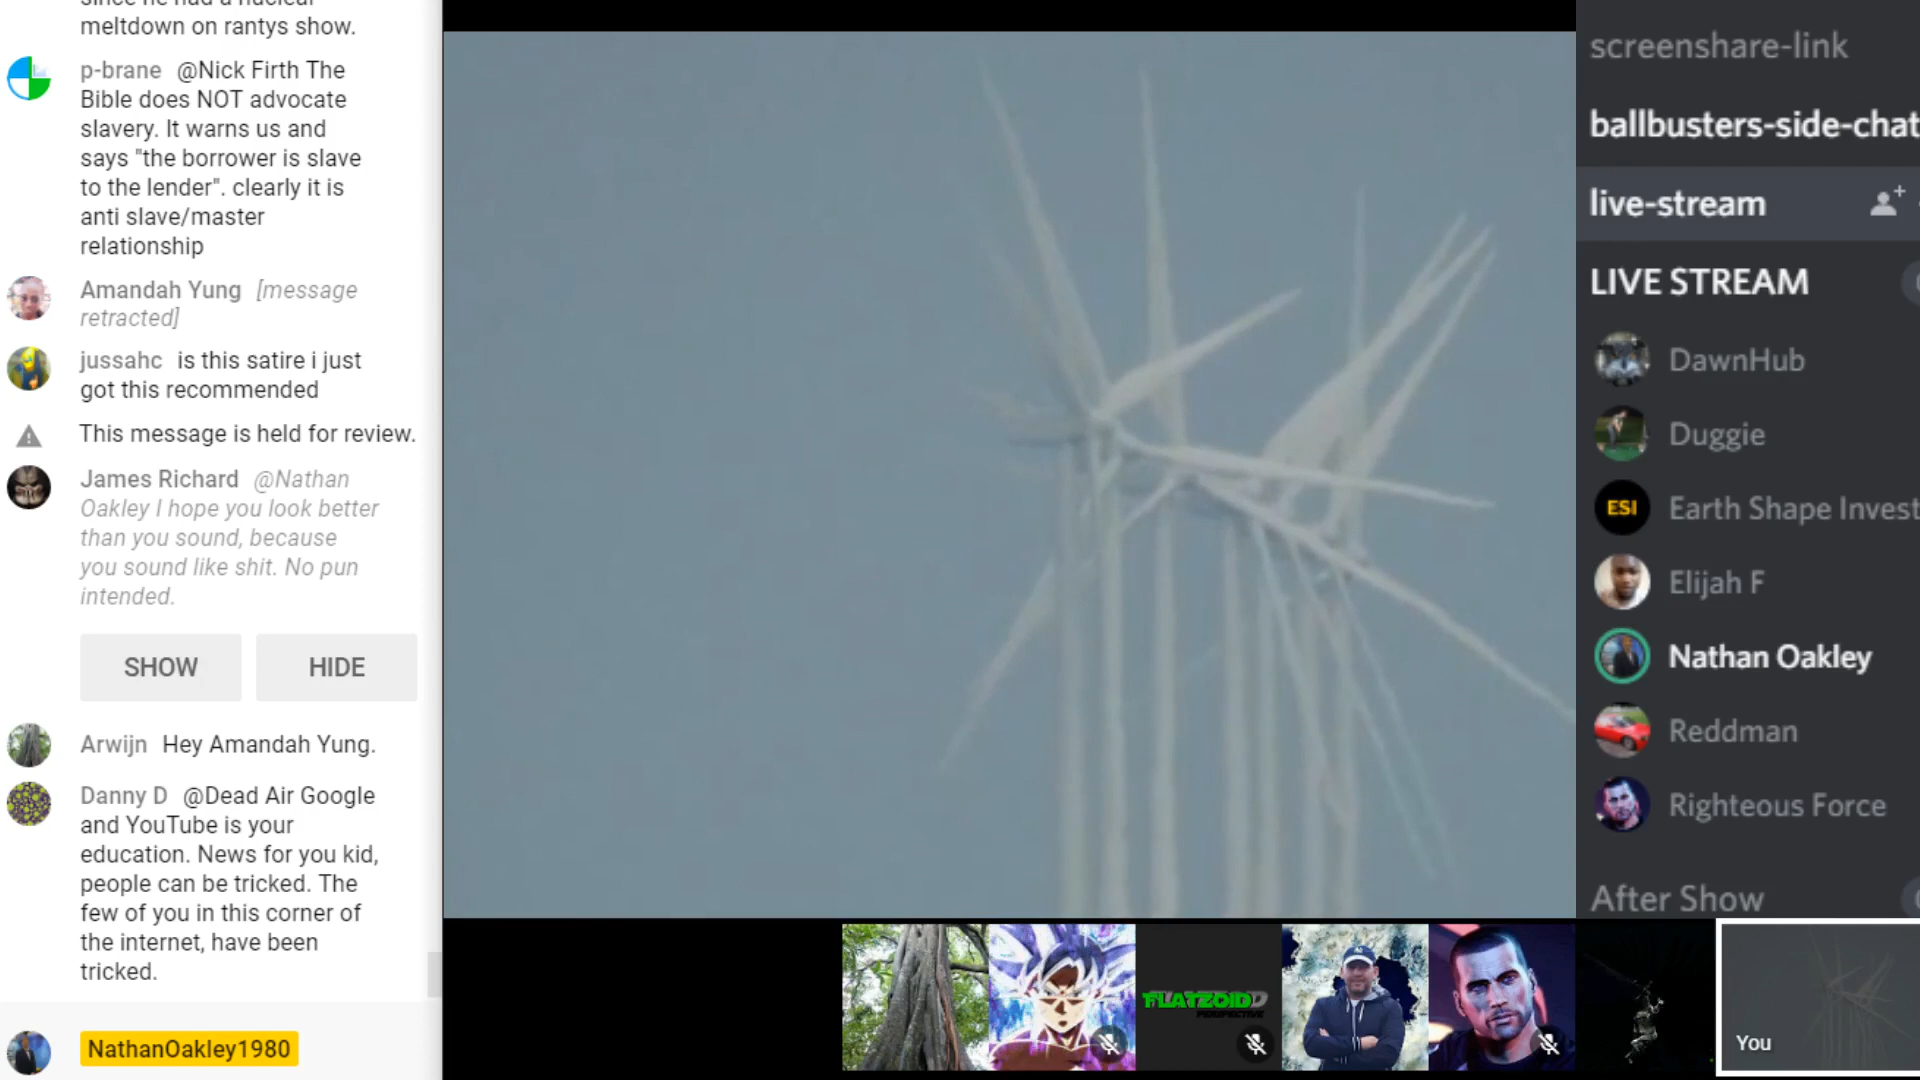 since he had a nuclear
meltdown on rantys show.
p-brane @Nick Firth The
Bible does NOT advocate
slavery. It warns us and
says "the borrower is slave
to the lender". clearly it is
anti slave/master
relationship
Amandah Yung [message
retracted]
jussahc is this satire i just
got this recommended
This message is held for review.
James Richard @Nathan
Oakley I hope you look better
than you sound, because
you sound like shit. No pun
intended.
SHOW HIDE
Arwijn Hey Amandah Yung.
Danny D @Dead Air Google
and YouTube is your
education. News for you kid,
people can be tricked. The
few of you in this corner of
the internet, have been
tricked.
NathanOakley1980
screenshare-link
ballbusters-side-chat
live-stream
LIVE STREAM
DawnHub
Duggie
ESI Earth Shape Invest
Elijah F
Nathan Oakley
Reddman
Righteous Force
After Show
FLATZOID
PERSPECTIVE
You